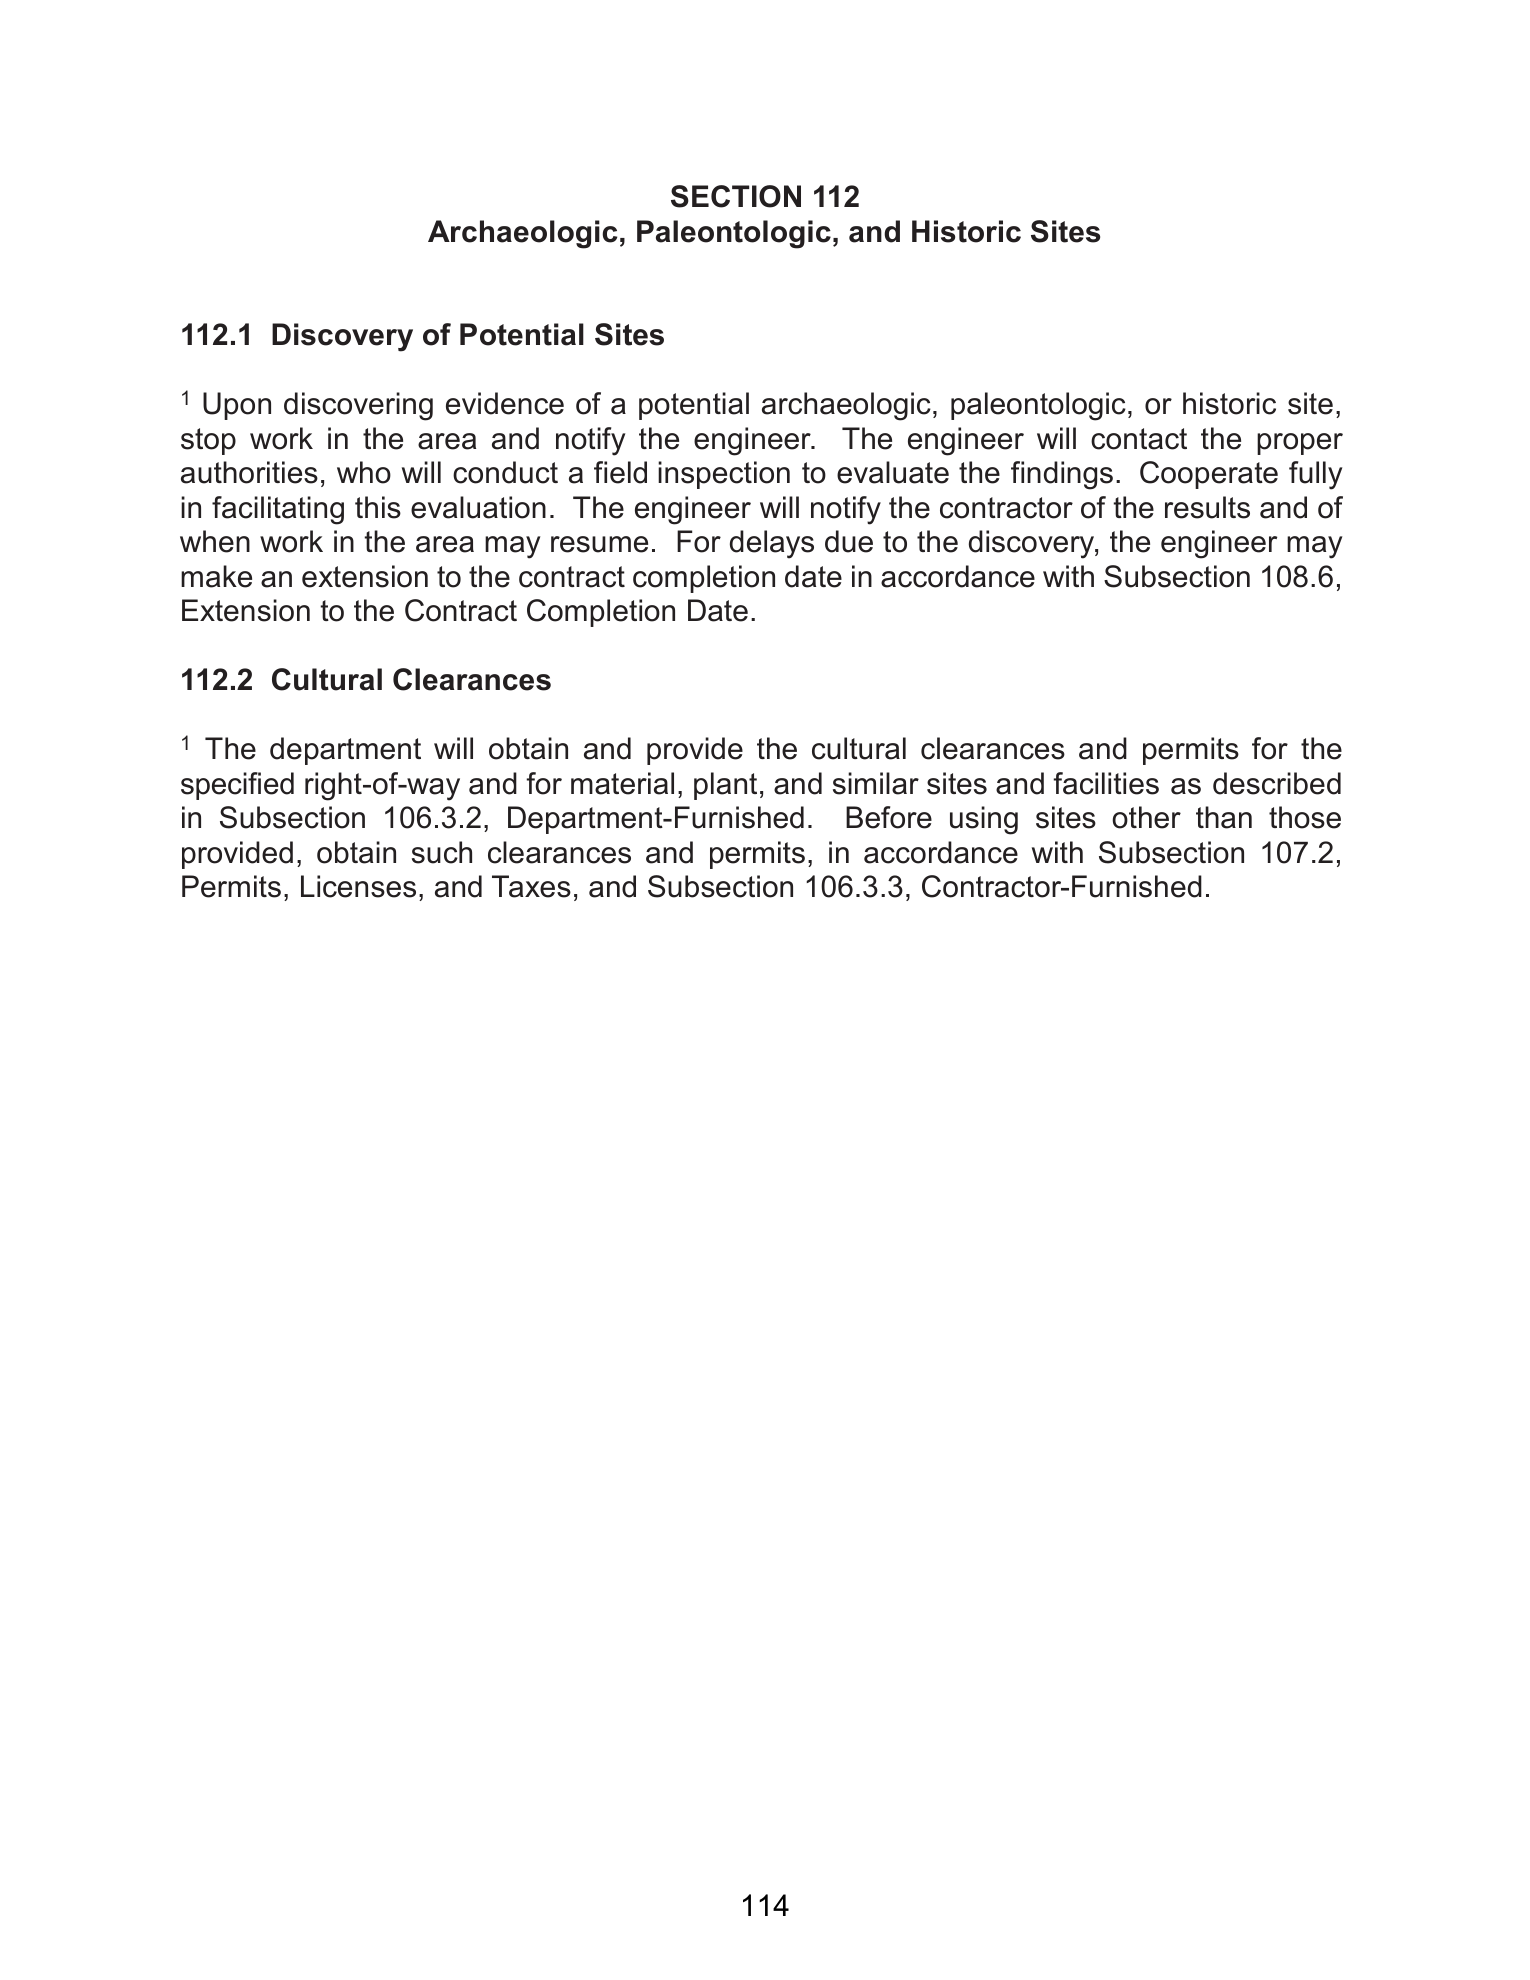 SECTION 112
Archaeologic, Paleontologic, and Historic Sites
112.1 Discovery of Potential Sites
1 Upon discovering evidence of a potential archaeologic, paleontologic, or historic site,
stop work in the area and notify the engineer. The engineer will contact the proper
authorities, who will conduct a field inspection to evaluate the findings. Cooperate fully
in facilitating this evaluation. The engineer will notify the contractor of the results and of
when work in the area may resume. For delays due to the discovery, the engineer may
make an extension to the contract completion date in accordance with Subsection 108.6,
Extension to the Contract Completion Date.
112.2 Cultural Clearances
1 The department will obtain and provide the cultural clearances and permits for the
specified right-of-way and for material, plant, and similar sites and facilities as described
in Subsection 106.3.2, Department-Furnished. Before using sites other than those
provided, obtain such clearances and permits, in accordance with Subsection 107.2,
Permits, Licenses, and Taxes, and Subsection 106.3.3, Contractor-Furnished.
114